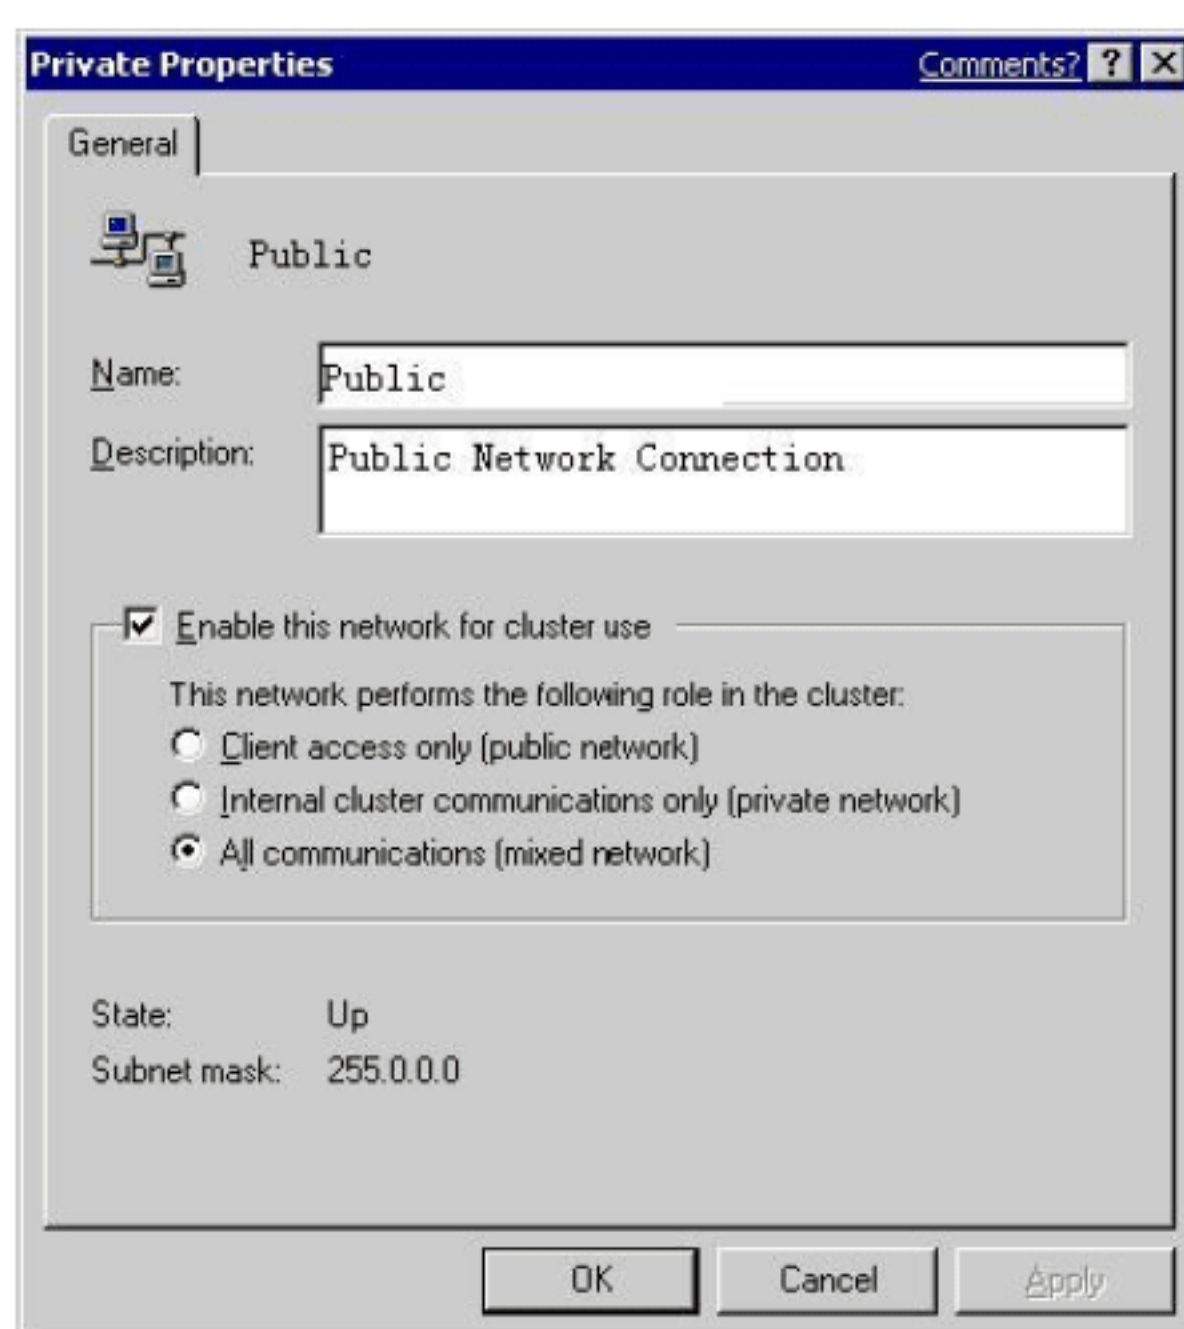 Private Properties Comments? ?
General
Public
Name: Public
Description: Public Network Connection
Enable this network for cluster use
This network performs the following role in the cluster:
Client access only (public network)
Internal cluster communications only (private network)
All communications (mixed network)
State: Up
Subnet mask: 255.0.0.0
OK Cancel Apply